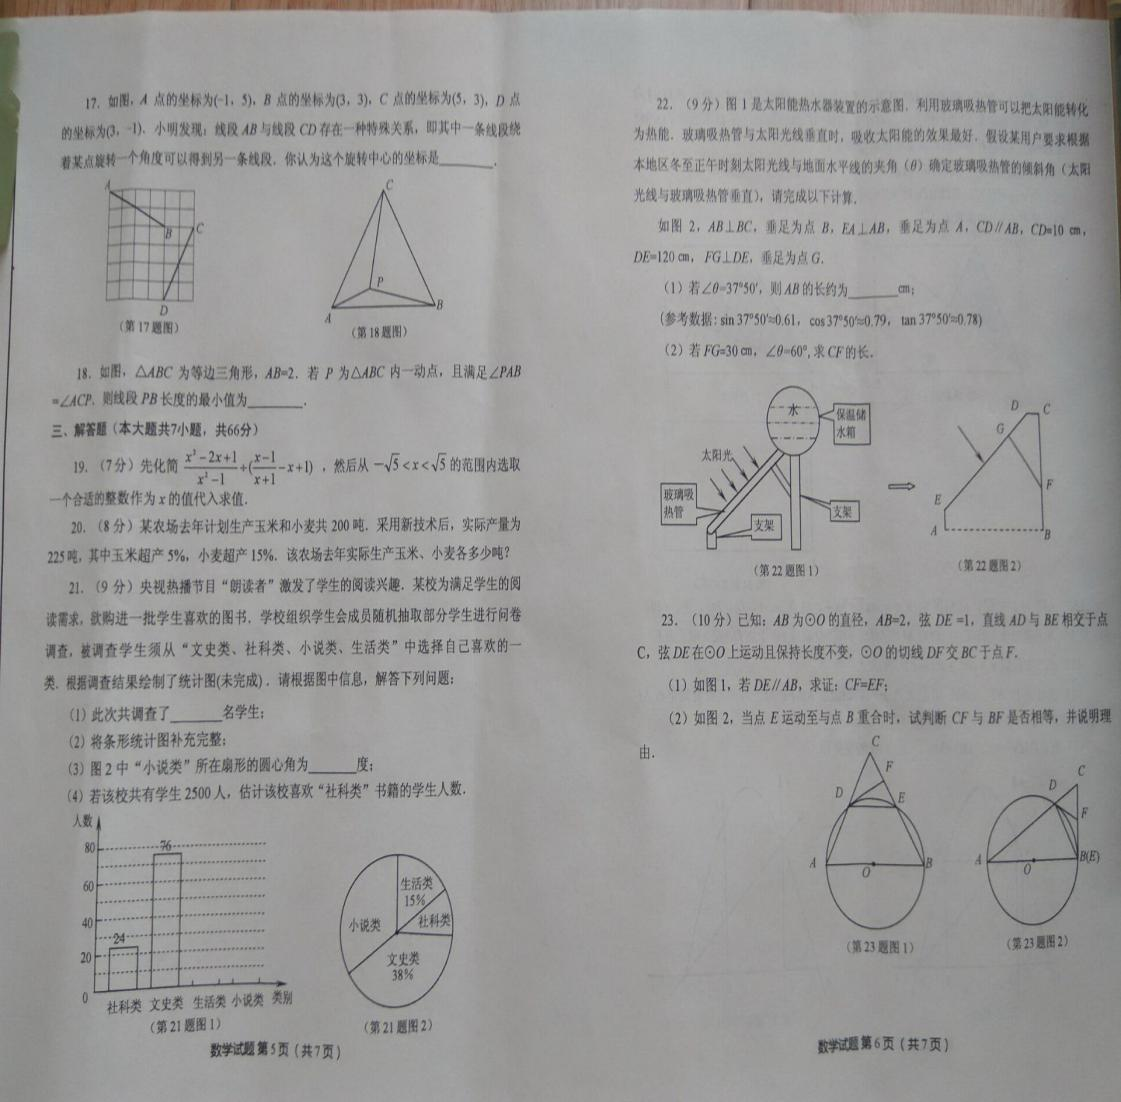 17．如图，A 点的坐标为(-1，5)，B 点的坐标为(3，3)，C 点的坐标为(5，3)，D 点
的坐标为(3，-1)．小明发现：线段 AB 与线段 CD 存在一种特殊关系，即其中一条线段绕
着某点旋转一个角度可以得到另一条线段．你认为这个旋转中心的坐标是________．
A
B
C
D
（第17题图）
C
P
A
B
（第18题图）
18．如图，△ABC 为等边三角形，AB=2．若 P 为△ABC 内一动点，且满足∠PAB
=∠ACP．则线段 PB 长度的最小值为________．
三、解答题（本大题共7小题，共66分）
19．（7分）先化简 (x²-2x+1)/(x²-1)÷((x-1)/(x+1)-x+1)，然后从 -√5<x<√5 的范围内选取
一个合适的整数作为 x 的值代入求值．
20．（8分）某农场去年计划生产玉米和小麦共 200 吨．采用新技术后，实际产量为
225吨，其中玉米超产 5%，小麦超产 15%．该农场去年实际生产玉米、小麦各多少吨？
21．（9 分）央视热播节目“朗读者”激发了学生的阅读兴趣．某校为满足学生的阅
读需求，欲购进一批学生喜欢的图书．学校组织学生会成员随机抽取部分学生进行问卷
调查，被调查学生须从“文史类、社科类、小说类、生活类”中选择自己喜欢的一
类．根据调查结果绘制了统计图(未完成)．请根据图中信息，解答下列问题：
（1）此次共调查了_______名学生；
（2）将条形统计图补充完整；
（3）图 2 中“小说类”所在扇形的圆心角为_______度；
（4）若该校共有学生 2500 人，估计该校喜欢“社科类”书籍的学生人数．
人数
80
60
40
20
0
24
76
社科类 文史类 生活类 小说类 类别
（第21题图1）
生活类
15%
社科类
小说类
文史类
38%
（第21题图2）
数学试题 第5页（共7页）
22．（9分）图 1 是太阳能热水器装置的示意图．利用玻璃吸热管可以把太阳能转化
为热能．玻璃吸热管与太阳光线垂直时，吸收太阳能的效果最好．假设某用户要求根据
本地区冬至正午时刻太阳光线与地面水平线的夹角（θ）确定玻璃吸热管的倾斜角（太阳
光线与玻璃吸热管垂直），请完成以下计算．
如图 2，AB⊥BC，垂足为点 B，EA⊥AB，垂足为点 A，CD∥AB，CD=10 cm，
DE=120 cm，FG⊥DE，垂足为点 G．
（1）若∠θ=37°50′，则 AB 的长约为_______cm；
（参考数据：sin 37°50′≈0.61，cos 37°50′≈0.79，tan 37°50′≈0.78）
（2）若 FG=30 cm，∠θ=60°，求 CF 的长．
水
保温储
水箱
太阳光
玻璃吸
热管
支架
支架
（第22题图1）
D
C
G
F
E
A
B
（第22题图2）
23．（10 分）已知：AB 为⊙O 的直径，AB=2，弦 DE =1，直线 AD 与 BE 相交于点
C，弦 DE 在⊙O 上运动且保持长度不变，⊙O 的切线 DF 交 BC 于点 F．
（1）如图 1，若 DE∥AB，求证：CF=EF；
（2）如图 2，当点 E 运动至与点 B 重合时，试判断 CF 与 BF 是否相等，并说明理
由．
C
F
D
E
A
B
O
（第23题图1）
C
D
F
A
B(E)
O
（第23题图2）
数学试题 第6页（共7页）